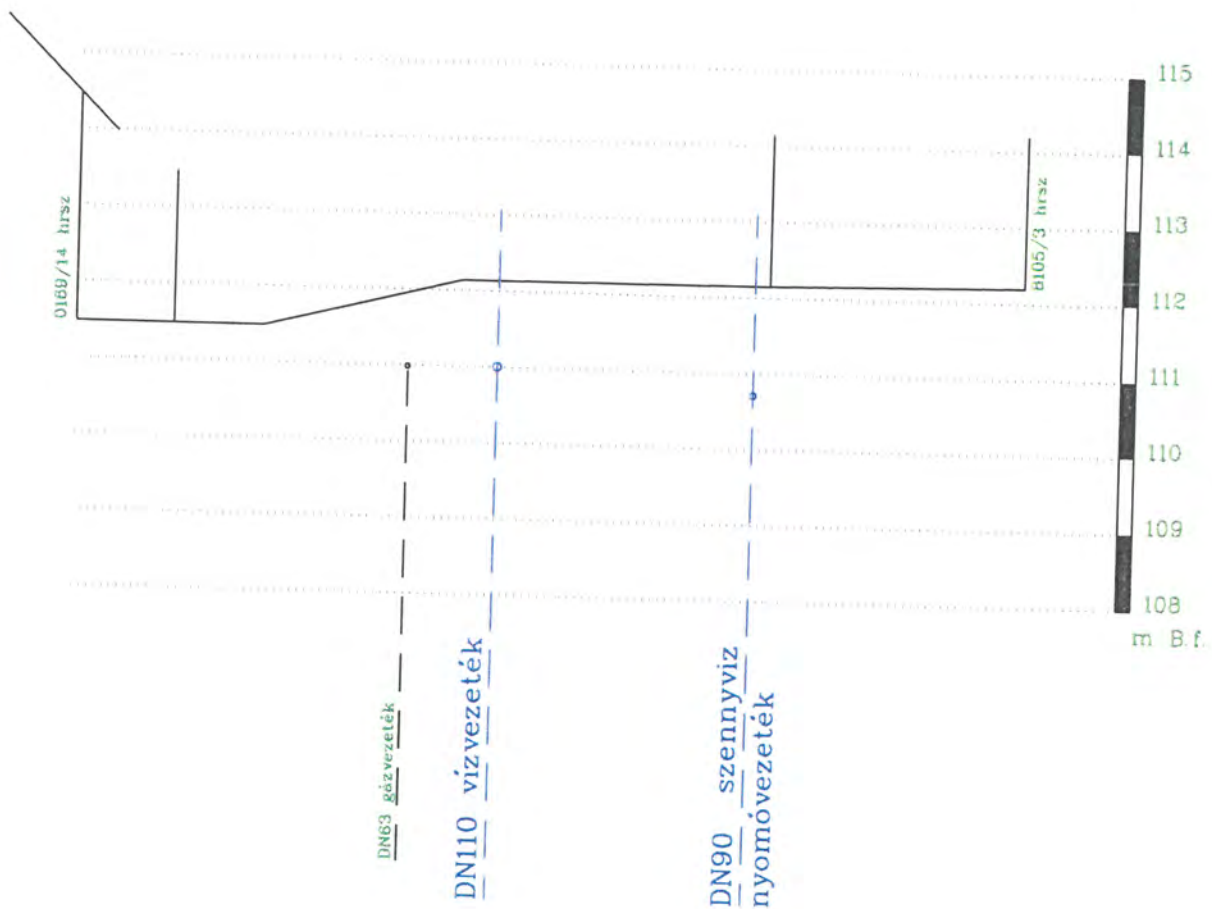 115
114
113
112
111
110
109
108
m B.f.
0169/14 hrsz
8105/3 hrsz
DN63 gázvezeték
DN110 vízvezeték
DN90 szennyvíz
nyomóvezeték